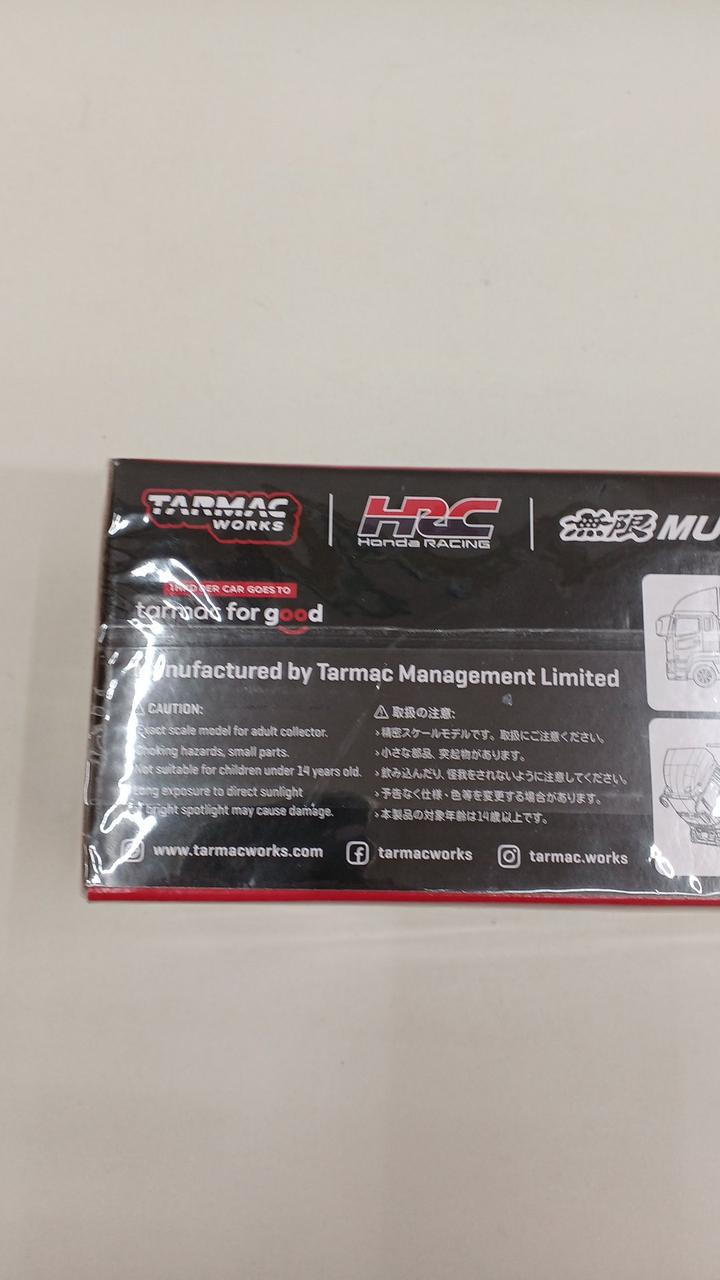 TARMAC
WORKS
HRC
Honda RACING
無限 MU
1HKD PER CAR GOES TO
tarmac for good
nufactured by Tarmac Management Limited
CAUTION:
Exact scale model for adult collector.
Choking hazards, small parts.
Not suitable for children under 14 years old.
Long exposure to direct sunlight
bright spotlight may cause damage.
取扱の注意:
›精密スケールモデルです。取扱にご注意ください。
›小さな部品、突起物があります。
›飲み込んだり、怪我をされないように注意してください。
›予告なく仕様・色等を変更する場合があります。
›本製品の対象年齢は14歳以上です。
www.tarmacworks.com
tarmacworks
tarmac.works